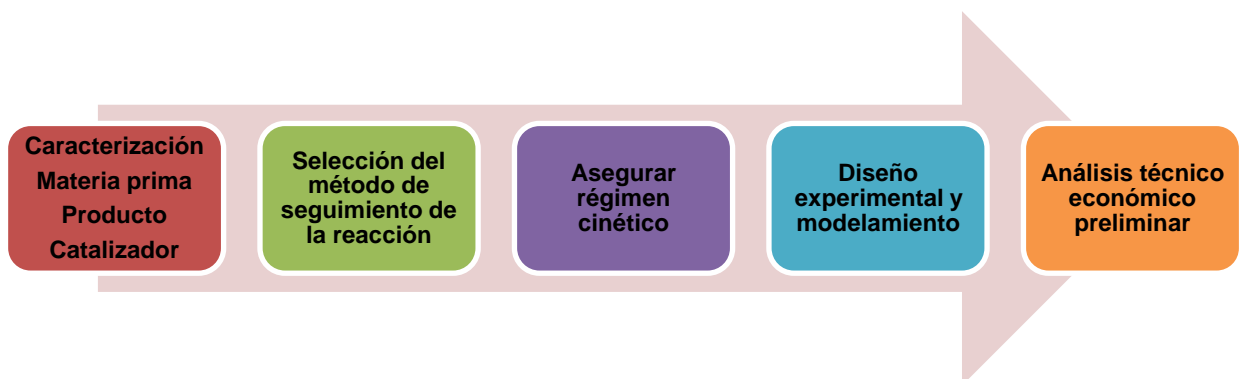 Caracterización
Materia prima
Producto
Catalizador
Selección del
método de
seguimiento de
la reacción
Asegurar
régimen
cinético
Diseño
experimental y
modelamiento
Análisis técnico
económico
preliminar